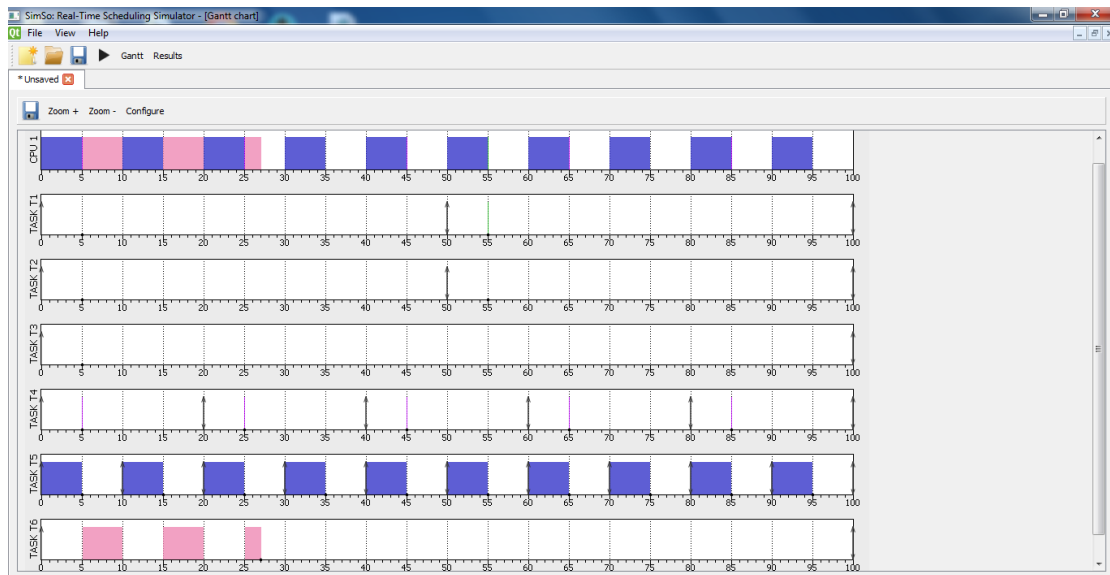 SimSo: Real-Time Scheduling Simulator - [Gantt chart]
File View Help
Gantt Results
* Unsaved
Zoom + Zoom - Configure
CPU 1
0 5 10 15 20 25 30 35 40 45 50 55 60 65 70 75 80 85 90 95 100
TASK T1
0 5 10 15 20 25 30 35 40 45 50 55 60 65 70 75 80 85 90 95 100
TASK T2
0 5 10 15 20 25 30 35 40 45 50 55 60 65 70 75 80 85 90 95 100
TASK T3
0 5 10 15 20 25 30 35 40 45 50 55 60 65 70 75 80 85 90 95 100
TASK T4
0 5 10 15 20 25 30 35 40 45 50 55 60 65 70 75 80 85 90 95 100
TASK T5
0 5 10 15 20 25 30 35 40 45 50 55 60 65 70 75 80 85 90 95 100
TASK T6
0 5 10 15 20 25 30 35 40 45 50 55 60 65 70 75 80 85 90 95 100